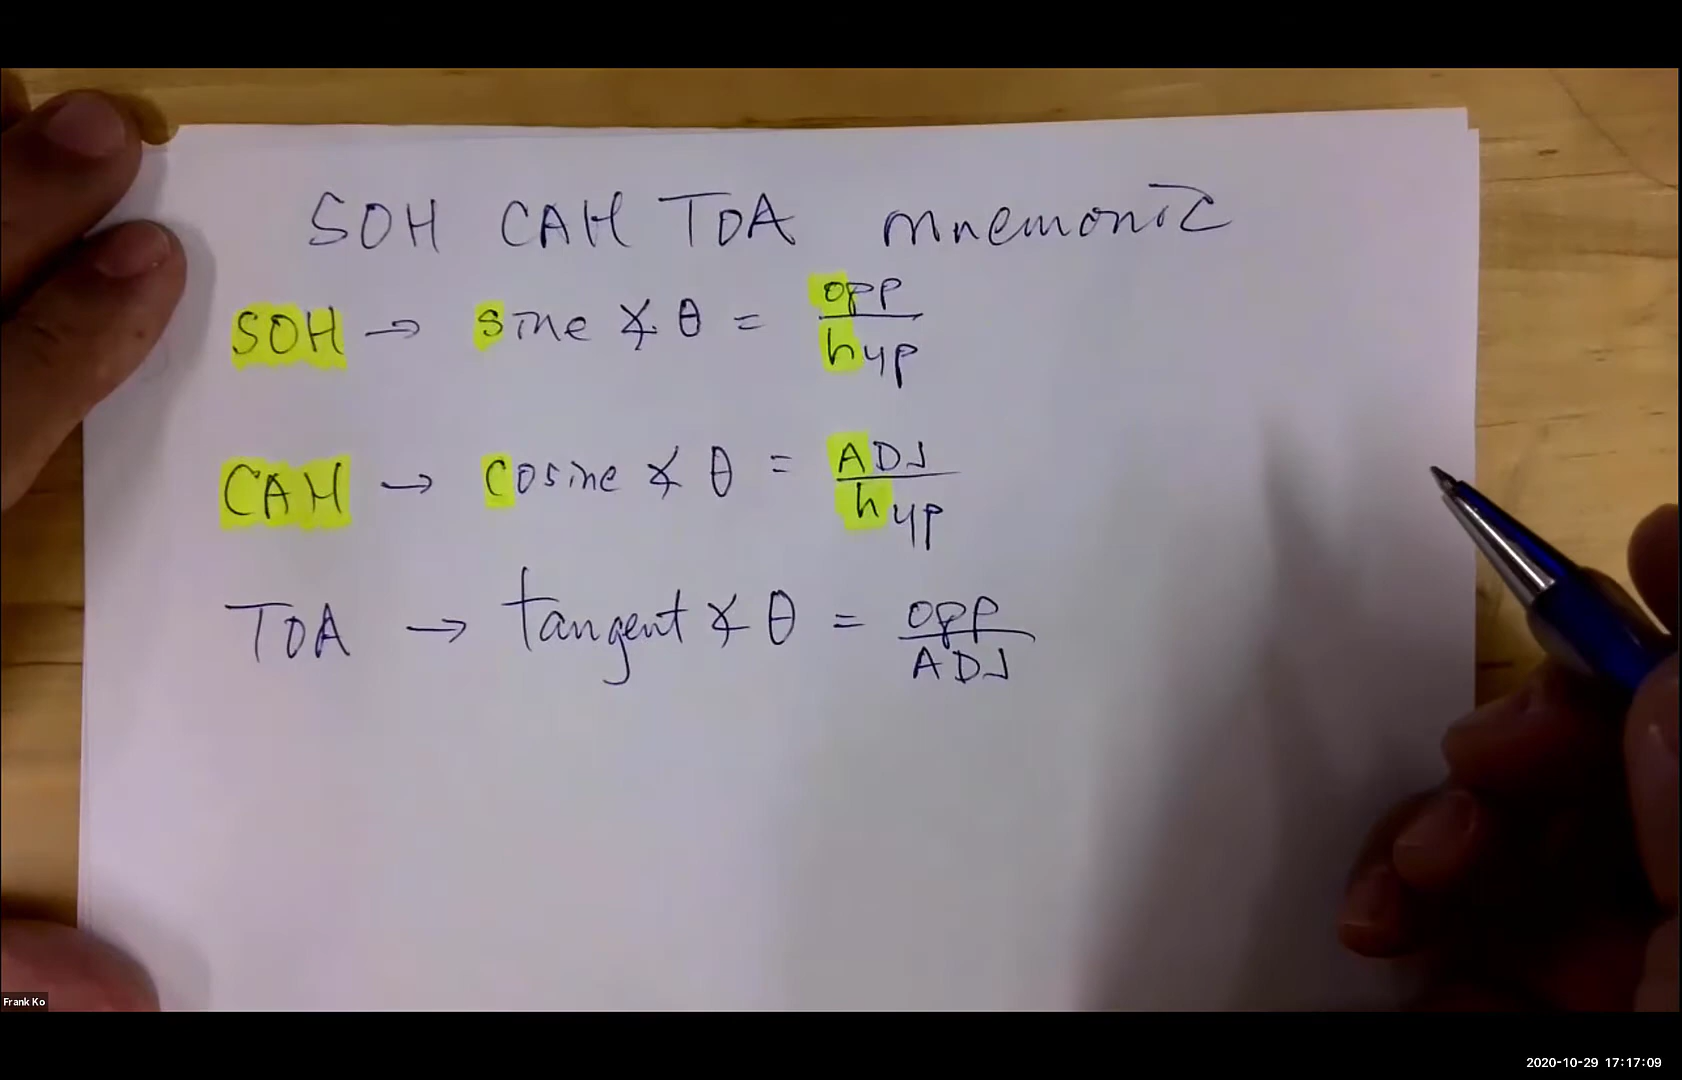 SOH CAH TOA mnemonic
SOH → sine ∡ θ = opp / hyp
CAH → cosine ∡ θ = ADJ / hyp
TOA → tangent ∡ θ = opp / ADJ
Frank Ko
2020-10-29 17:17:09